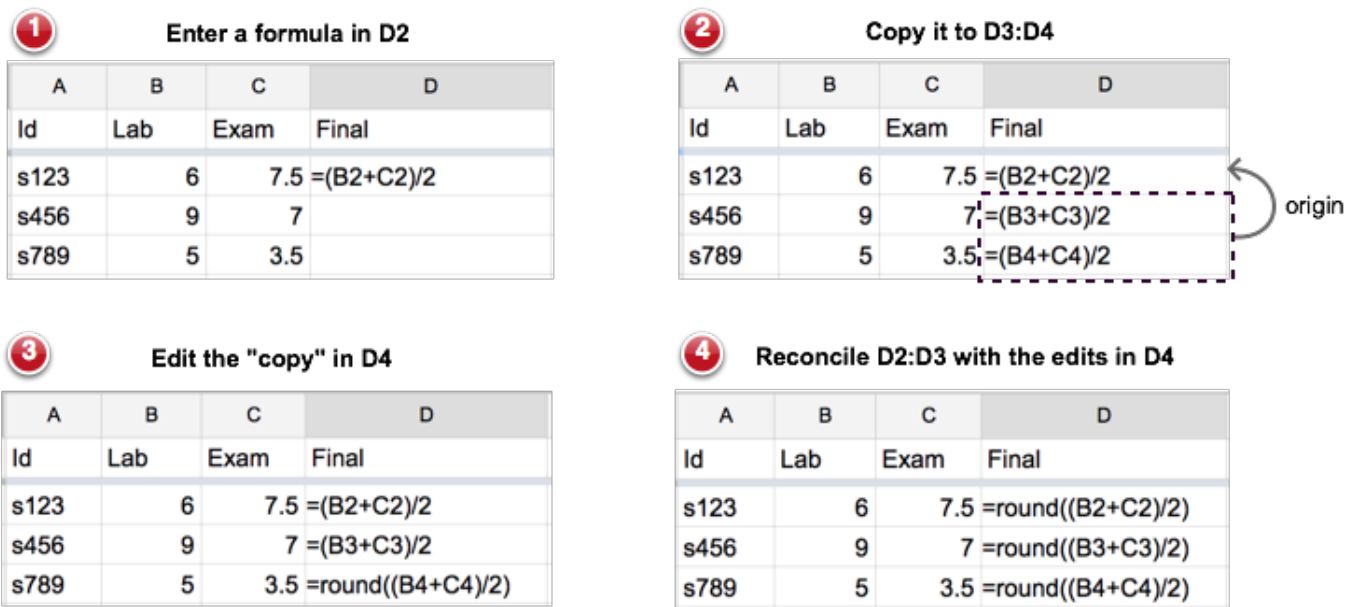 1 Enter a formula in D2
A B C D
Id Lab Exam Final
s123 6 7.5 =(B2+C2)/2
s456 9 7
s789 5 3.5
2 Copy it to D3:D4
A B C D
Id Lab Exam Final
s123 6 7.5 =(B2+C2)/2
s456 9 7 =(B3+C3)/2
s789 5 3.5 =(B4+C4)/2
origin
3 Edit the "copy" in D4
A B C D
Id Lab Exam Final
s123 6 7.5 =(B2+C2)/2
s456 9 7 =(B3+C3)/2
s789 5 3.5 =round((B4+C4)/2)
4 Reconcile D2:D3 with the edits in D4
A B C D
Id Lab Exam Final
s123 6 7.5 =round((B2+C2)/2)
s456 9 7 =round((B3+C3)/2)
s789 5 3.5 =round((B4+C4)/2)